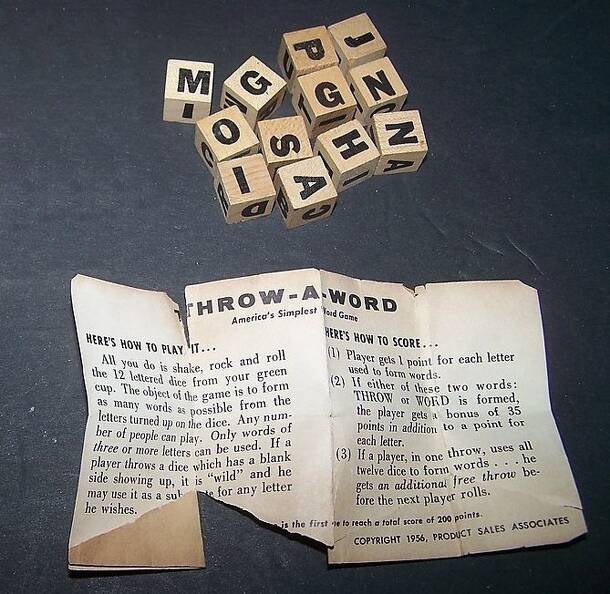 P
J
M
I
G
G
I
N
O
S
H
I
N
A
I
D
A
C
THROW-A-WORD
America's Simplest Word Game
HERE'S HOW TO PLAY IT...
All you do is shake, rock and roll
the 12 lettered dice from your green
cup. The object of the game is to form
as many words as possible from the
letters turned up on the dice. Any num-
ber of people can play. Only words of
three or more letters can be used. If a
player throws a dice which has a blank
side showing up, it is "wild" and he
may use it as a for any letter
he wishes.
HERE'S HOW TO SCORE...
(1) Player gets 1 point for each letter
used to form words.
(2) If either of these two words:
THROW or WORD is formed,
the player gets a bonus of 35
points in addition to a point for
each letter.
(3) If a player, in one throw, uses all
twelve dice to form words . . . he
gets an additional free throw be-
fore the next player rolls.
is the first to reach a total score of 200 points.
COPYRIGHT 1956, PRODUCT SALES ASSOCIATES